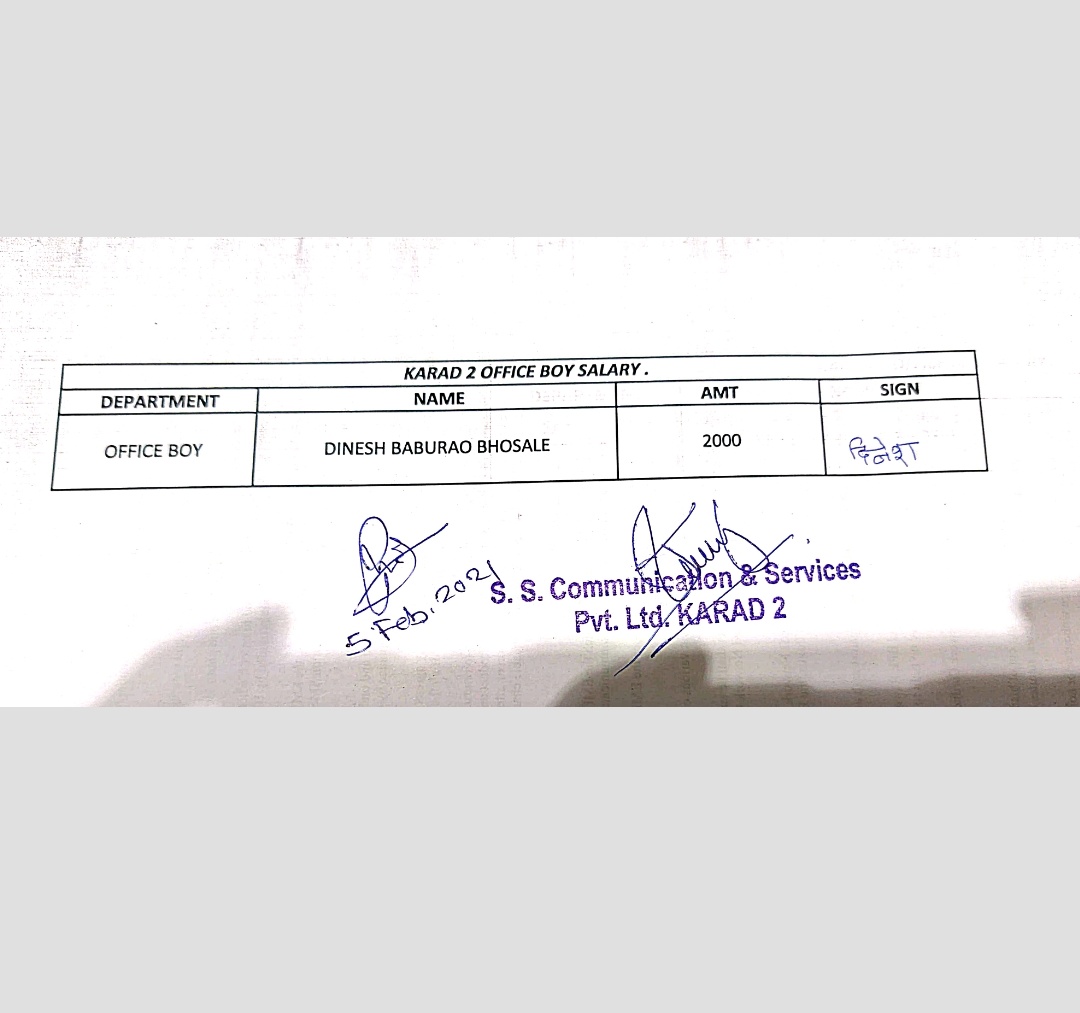 KARAD 2 OFFICE BOY SALARY .
DEPARTMENT NAME AMT SIGN
OFFICE BOY DINESH BABURAO BHOSALE 2000 दिनेश
5 Feb. 2021
S. S. Communication & Services
Pvt. Ltd. KARAD 2